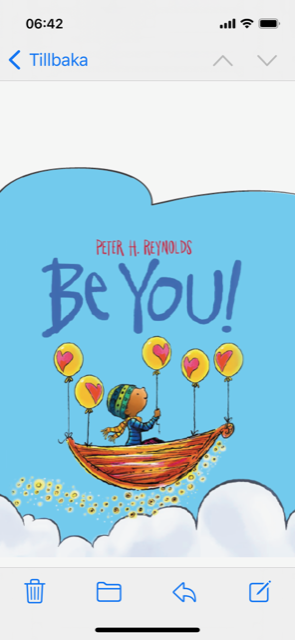 06:42
Tillbaka
PETER H. REYNOLDS
Be YOU!